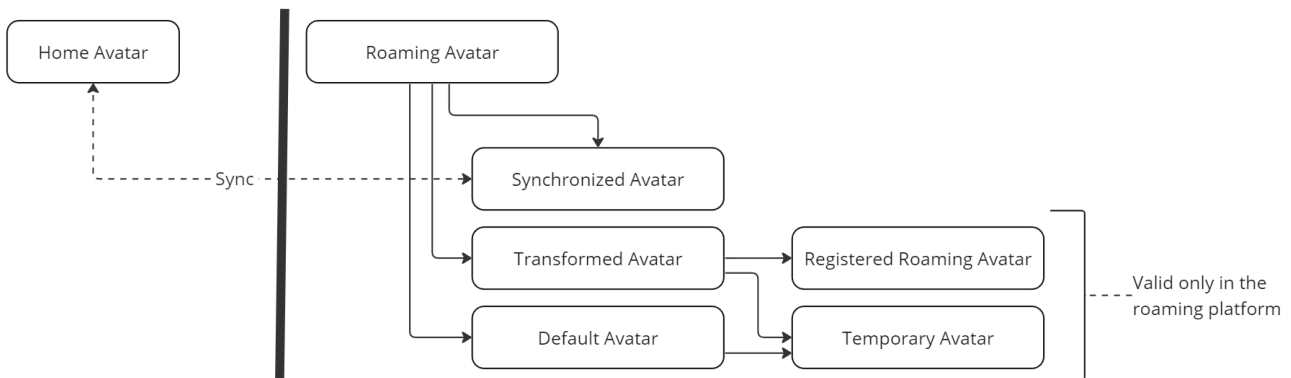 Home Avatar
Roaming Avatar
Sync
Synchronized Avatar
Transformed Avatar
Registered Roaming Avatar
Valid only in the
roaming platform
Default Avatar
Temporary Avatar